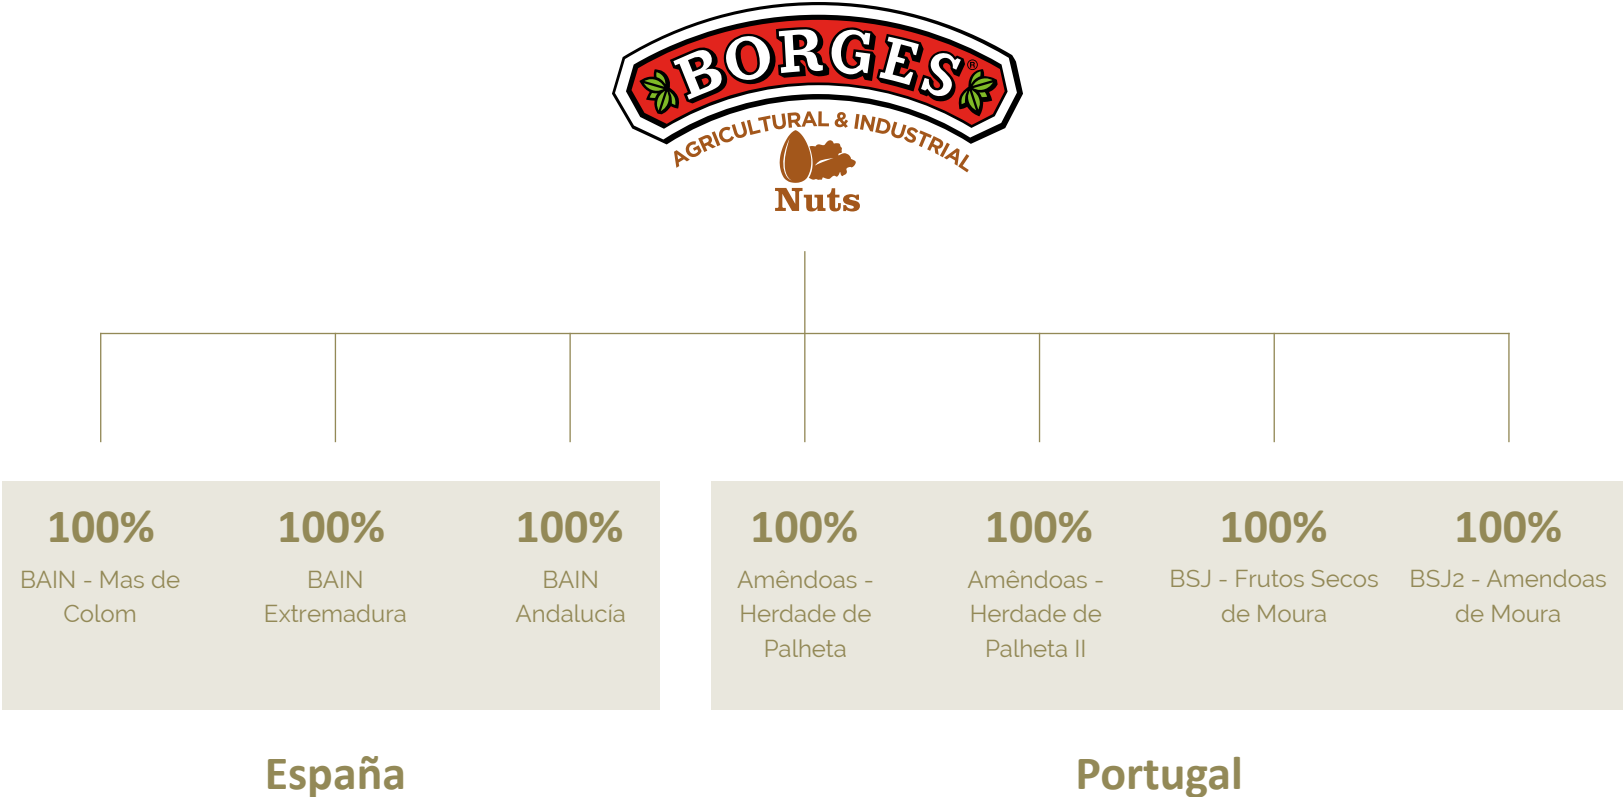 BORGES®
AGRICULTURAL & INDUSTRIAL
Nuts
100%
BAIN - Mas de
Colom
100%
BAIN
Extremadura
100%
BAIN
Andalucía
100%
Amêndoas -
Herdade de
Palheta
100%
Amêndoas -
Herdade de
Palheta II
100%
BSJ - Frutos Secos
de Moura
100%
BSJ2 - Amendoas
de Moura
España
Portugal